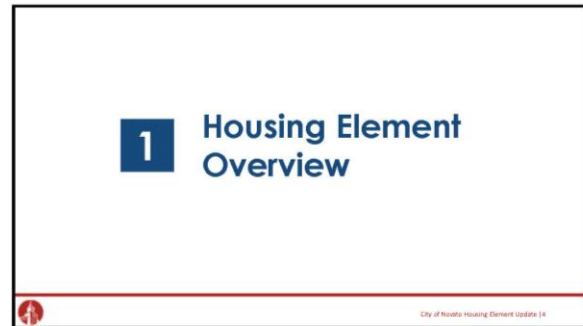 1
Housing Element
Overview
City of Novato Housing Element Update |4